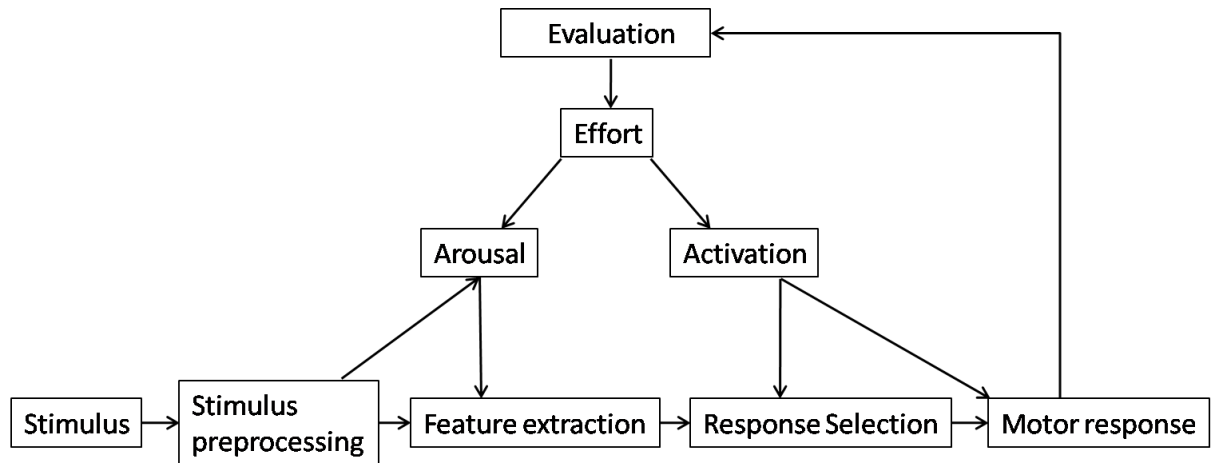 Evaluation
Effort
Arousal
Activation
Stimulus
Stimulus
preprocessing
Feature extraction
Response Selection
Motor response